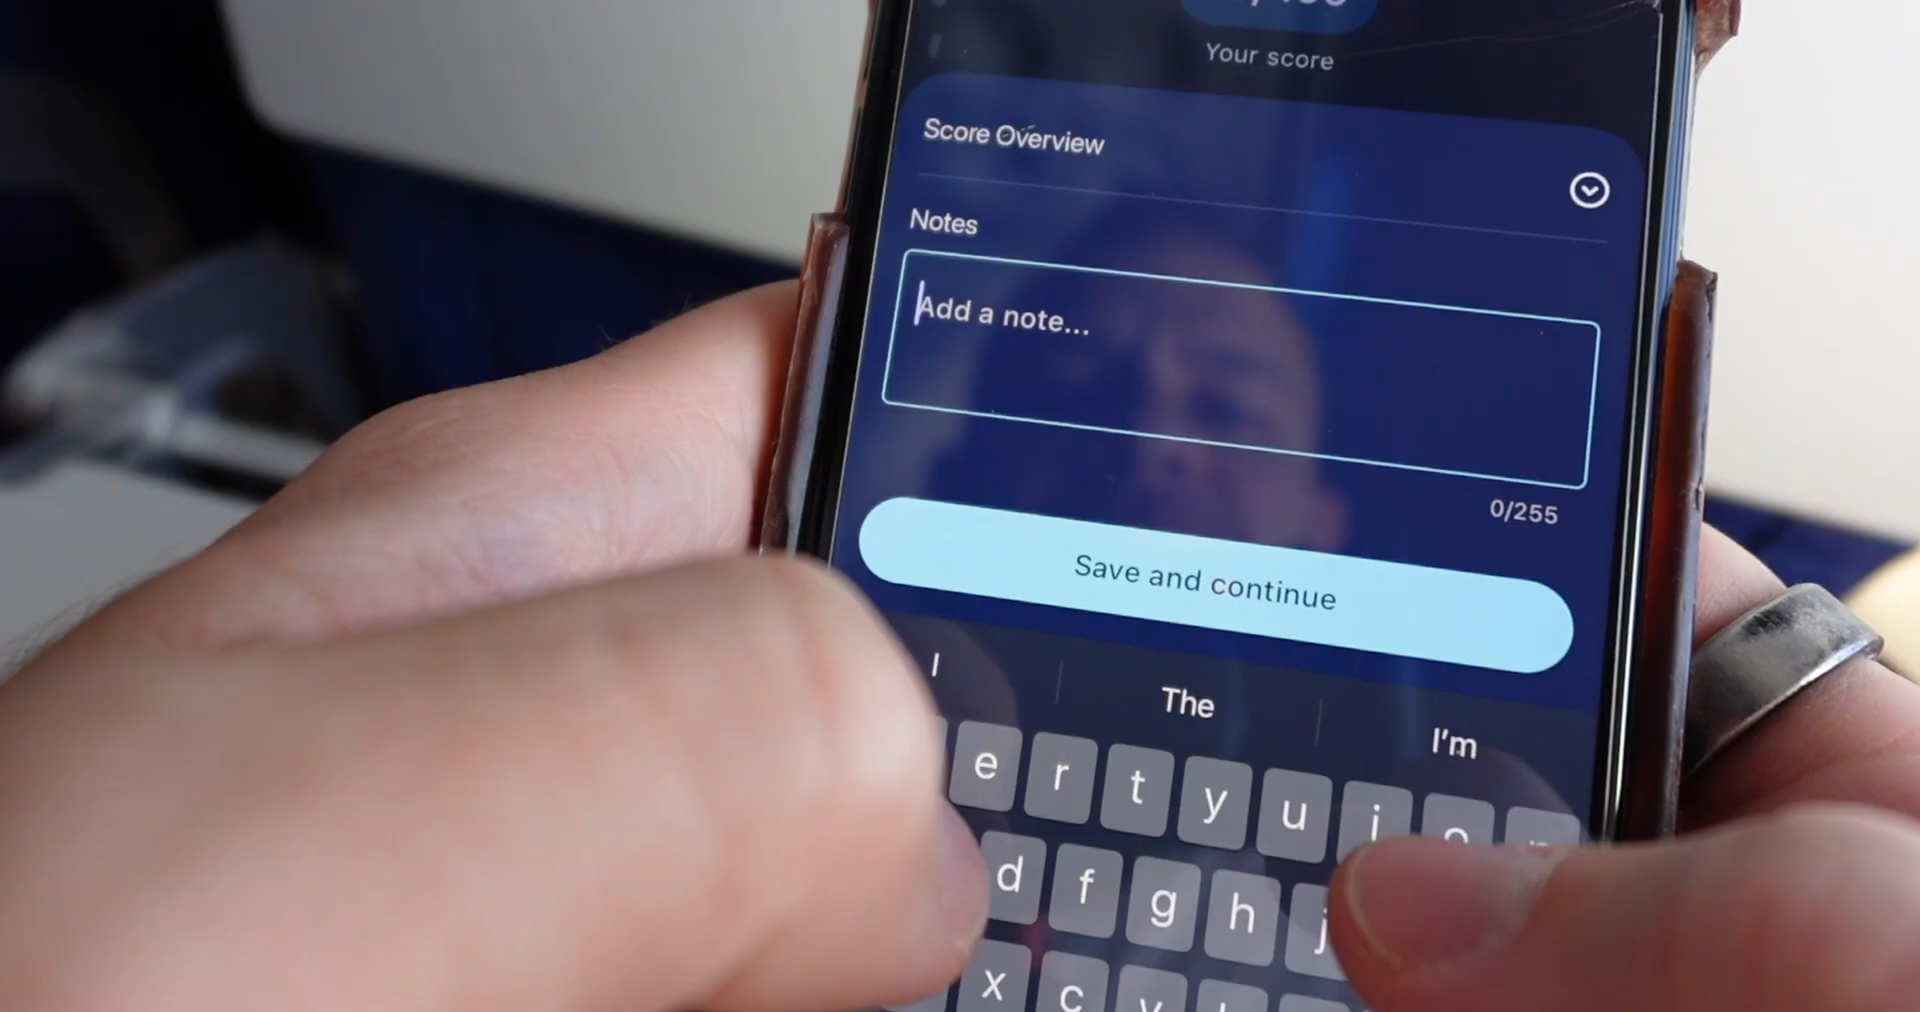 Your score
Score Overview
Notes
Add a note...
0/255
Save and continue
I The I'm
e r t y u i
d f g h j
x c v